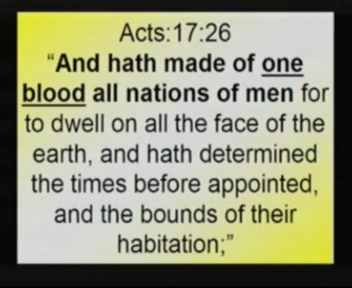 Acts:17:26
“And hath made of one
blood all nations of men for
to dwell on all the face of the
earth, and hath determined
the times before appointed,
and the bounds of their
habitation;”